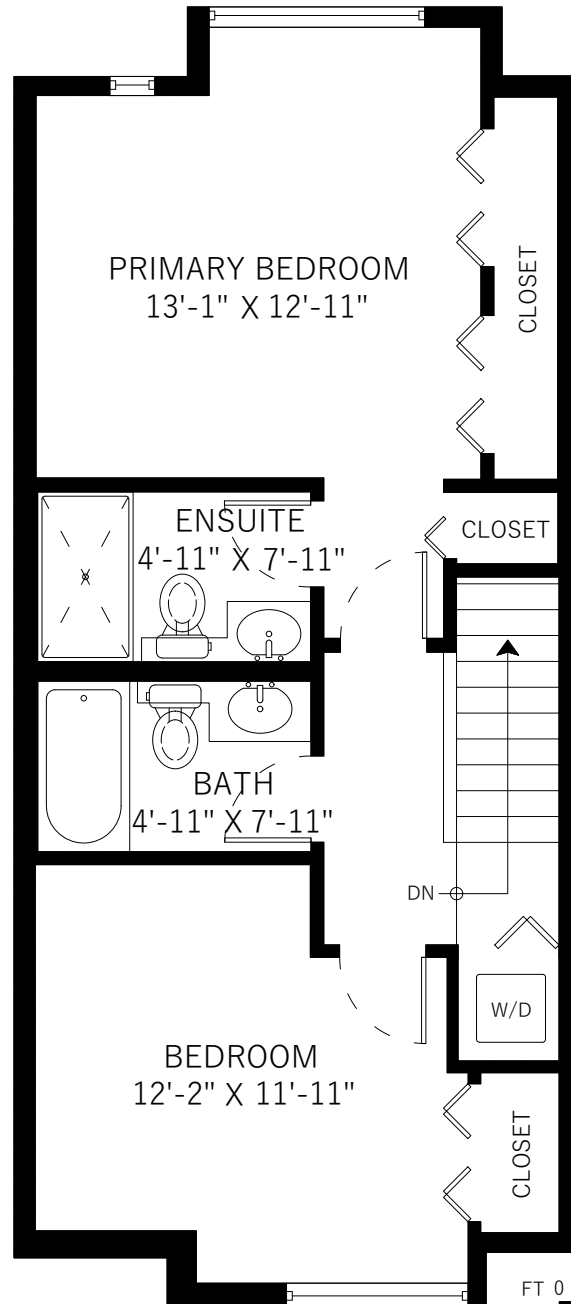 PRIMARY BEDROOM
13'-1" X 12'-11"
CLOSET
ENSUITE
4'-11" X 7'-11"
CLOSET
BATH
4'-11" X 7'-11"
DN
W/D
BEDROOM
12'-2" X 11'-11"
CLOSET
FT 0